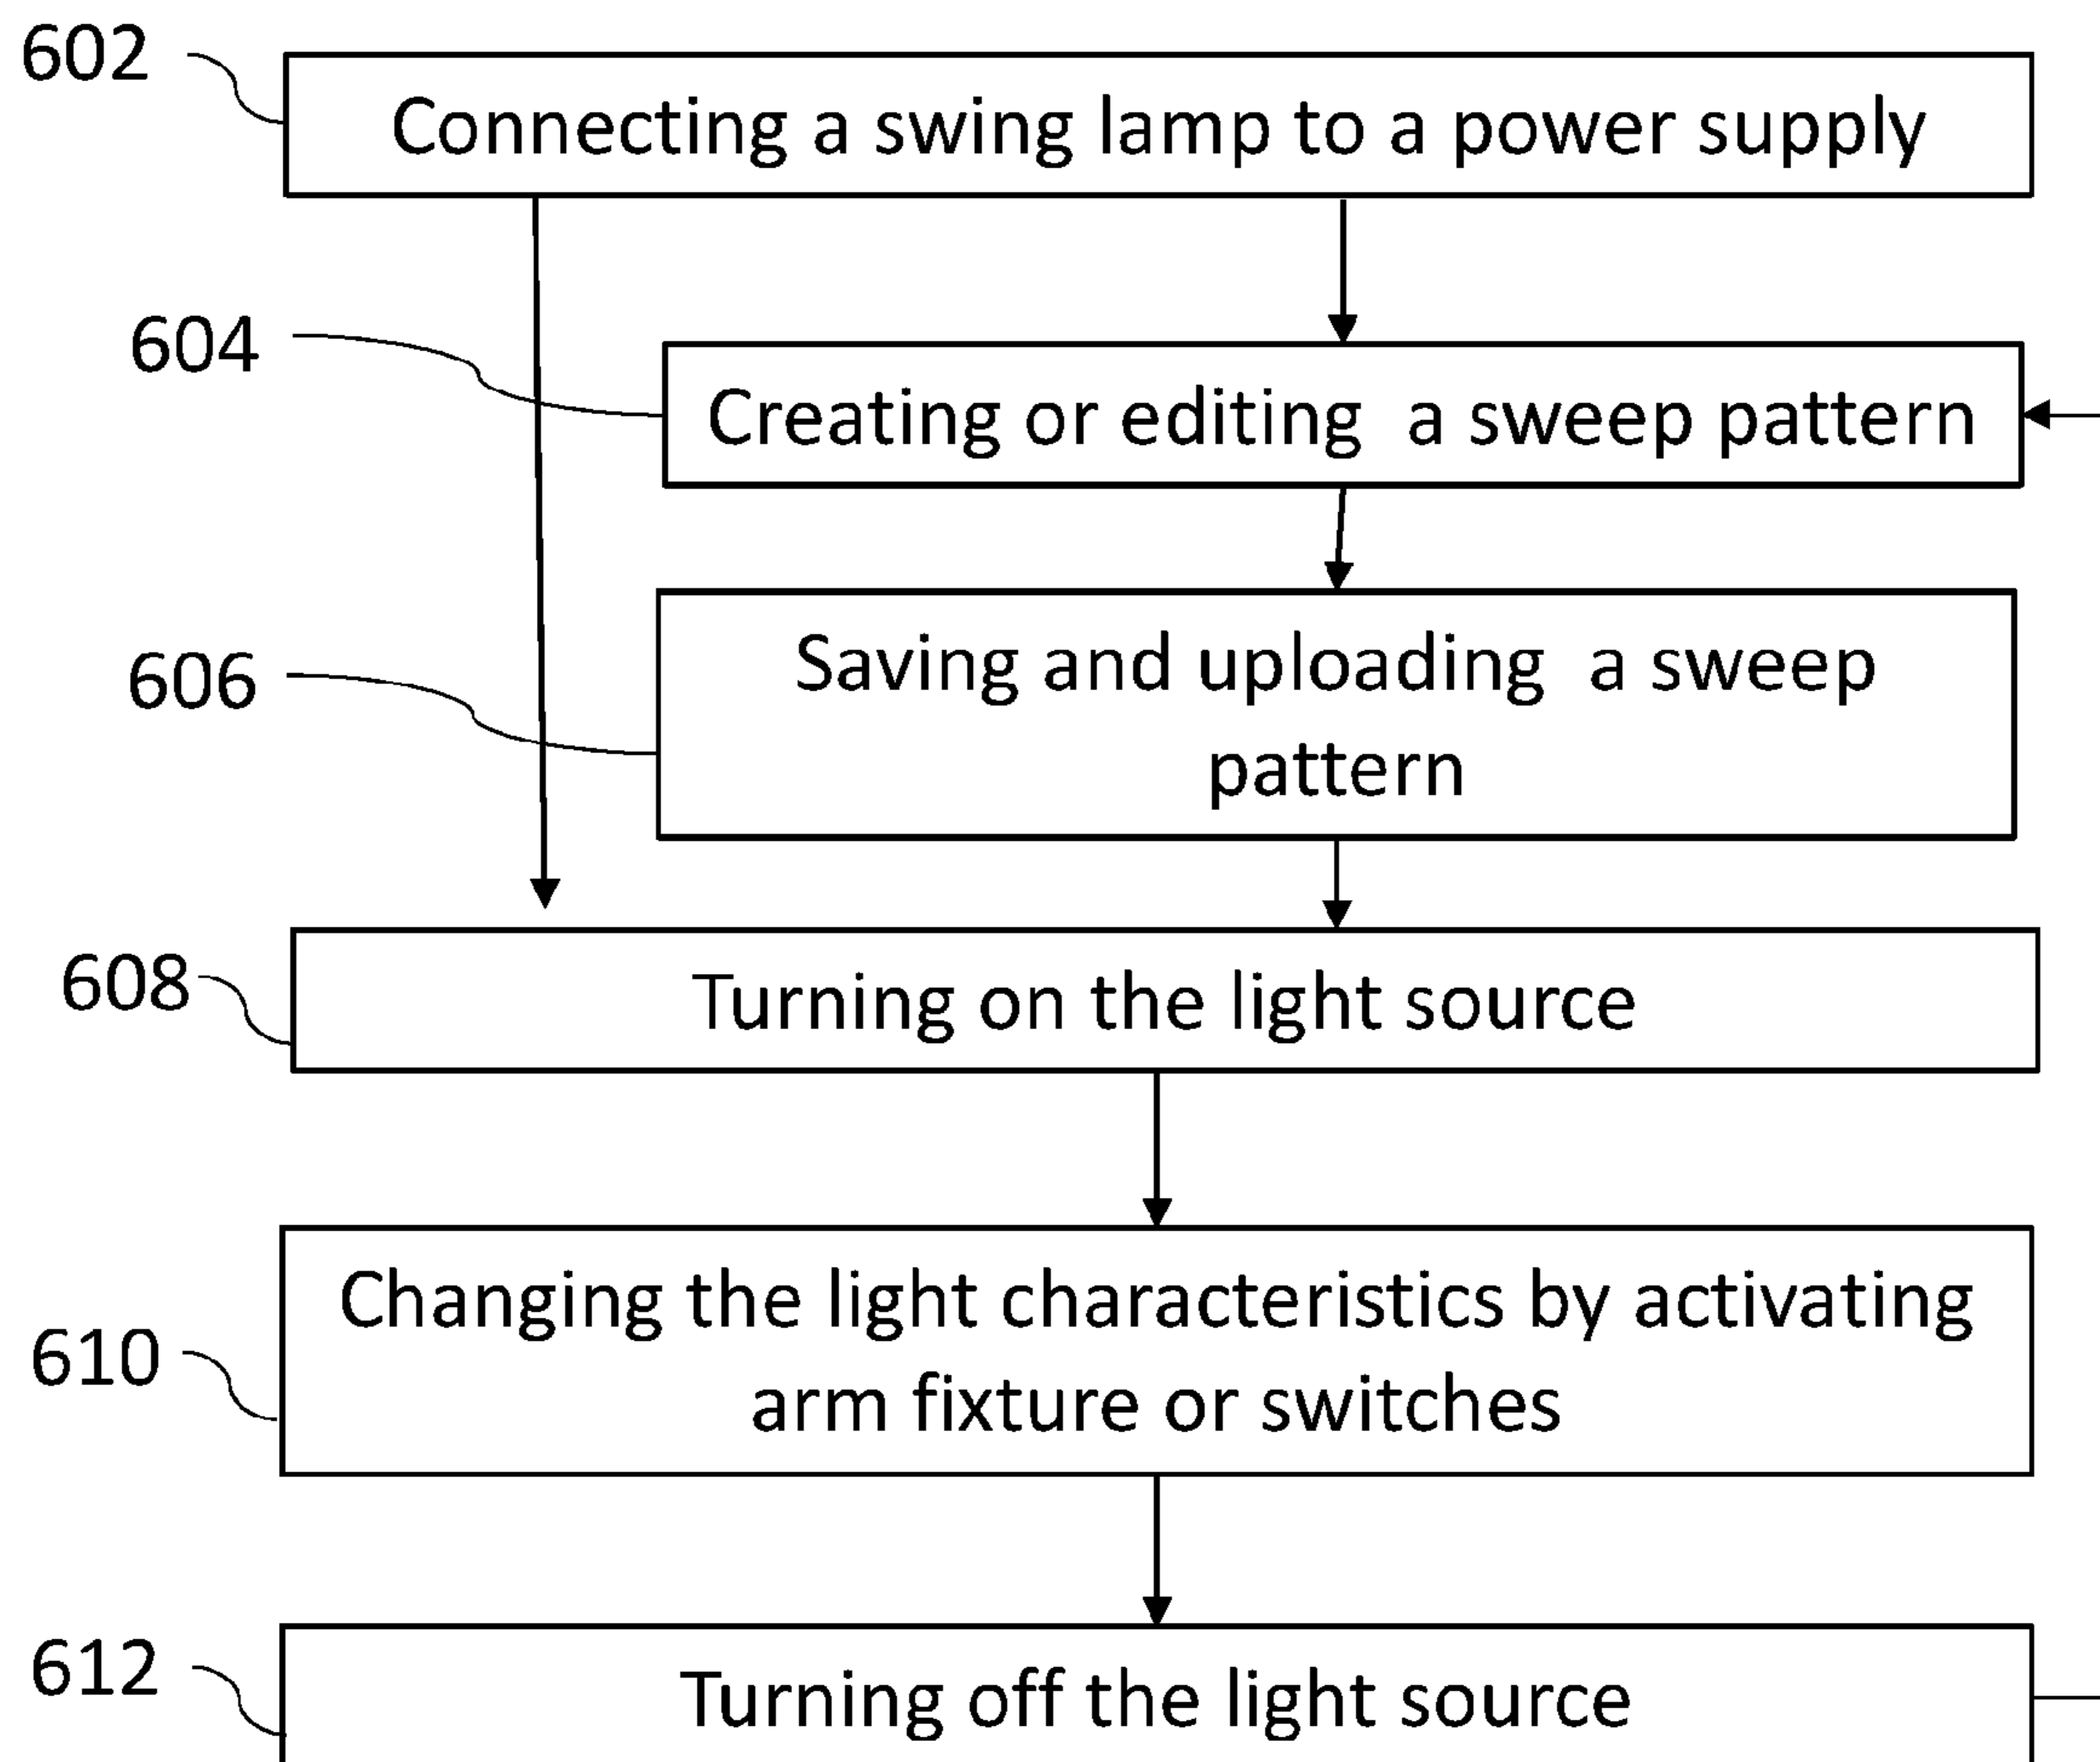 602
Connecting a swing lamp to a power supply
604
Creating or editing a sweep pattern
606
Saving and uploading a sweep
pattern
608
Turning on the light source
610
Changing the light characteristics by activating
arm fixture or switches
612
Turning off the light source